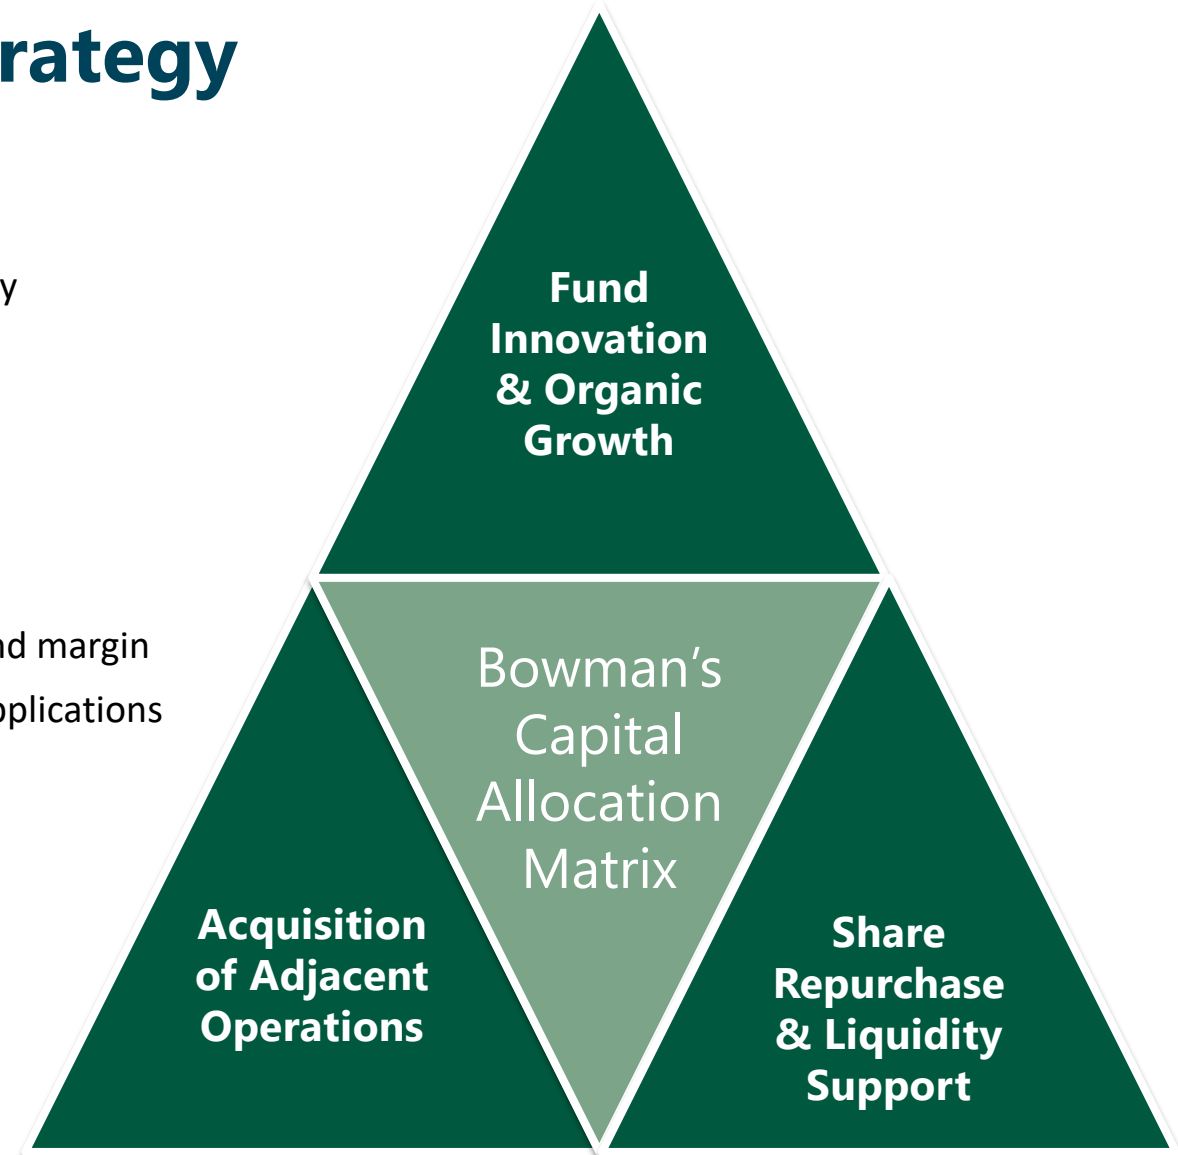 rategy
y
nd margin
pplications
Fund
Innovation
& Organic
Growth
Bowman’s
Capital
Allocation
Matrix
Acquisition
of Adjacent
Operations
Share
Repurchase
& Liquidity
Support